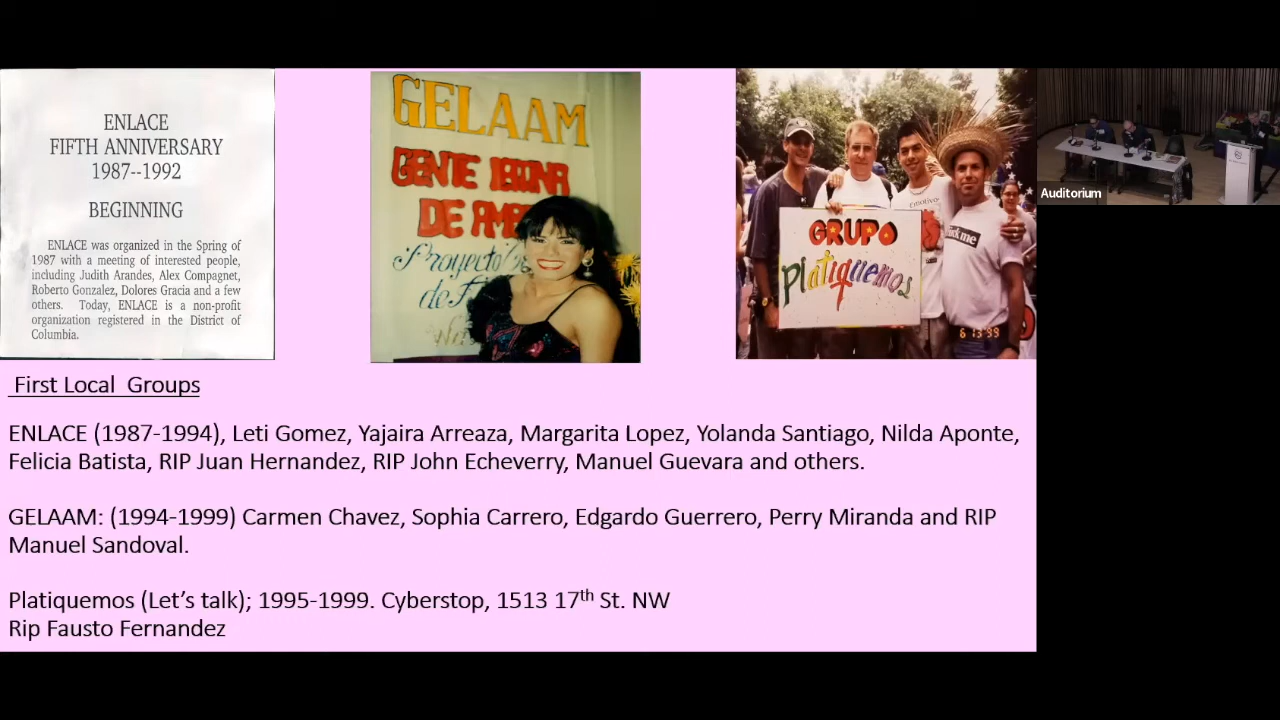 ENLACE
FIFTH ANNIVERSARY
1987--1992
BEGINNING
ENLACE was organized in the Spring of
1987 with a meeting of interested people,
including Judith Arandes, Alex Compagnet,
Roberto Gonzalez, Dolores Gracia and a few
others. Today, ENLACE is a non-profit
organization registered in the District of
Columbia.
GELAAM
GENTE
DE
Proyecto
de
GRUPO
Platiquemos
6 13 '99
Auditorium
First Local Groups
ENLACE (1987-1994), Leti Gomez, Yajaira Arreaza, Margarita Lopez, Yolanda Santiago, Nilda Aponte,
Felicia Batista, RIP Juan Hernandez, RIP John Echeverry, Manuel Guevara and others.
GELAAM: (1994-1999) Carmen Chavez, Sophia Carrero, Edgardo Guerrero, Perry Miranda and RIP
Manuel Sandoval.
Platiquemos (Let's talk); 1995-1999. Cyberstop, 1513 17th St. NW
Rip Fausto Fernandez